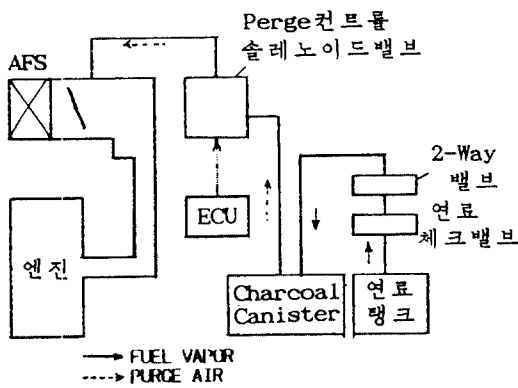 Perge컨트롤
솔레노이드밸브
AFS
2-Way
밸브
ECU
연료
체크밸브
엔진
Charcoal
Canister
연료
탱크
FUEL VAPOR
PURGE AIR